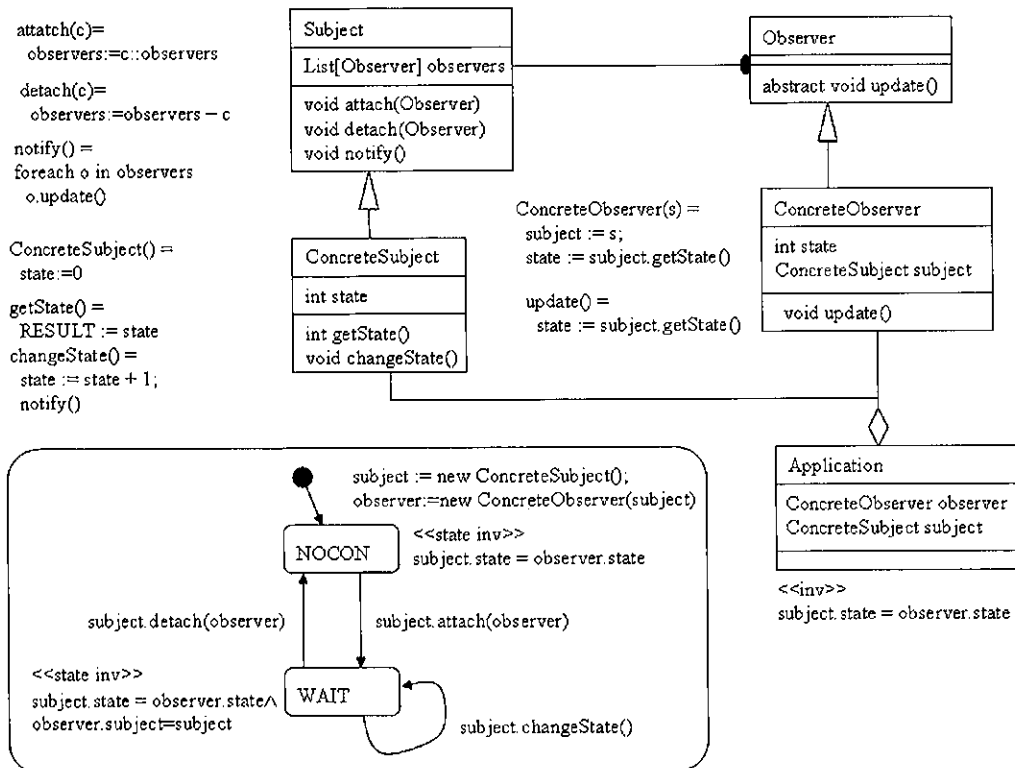 attatch(c)=
observers:=c::observers
detach(c)=
observers:=observers – c
notify() =
foreach o in observers
o.update()
ConcreteSubject() =
state:=0
getState() =
RESULT := state
changeState() =
state := state + 1;
notify()
Subject
List[Observer] observers
void attach(Observer)
void detach(Observer)
void notify()
Observer
abstract void update()
ConcreteSubject
int state
int getState()
void changeState()
ConcreteObserver(s) =
subject := s;
state := subject.getState()
update() =
state := subject.getState()
ConcreteObserver
int state
ConcreteSubject subject
void update()
Application
ConcreteObserver observer
ConcreteSubject subject
<<inv>>
subject.state = observer.state
subject := new ConcreteSubject();
observer:=new ConcreteObserver(subject)
NOCON
<<state inv>>
subject.state = observer.state
subject.detach(observer)
subject.attach(observer)
<<state inv>>
subject.state = observer.state∧
observer.subject=subject
WAIT
subject.changeState()